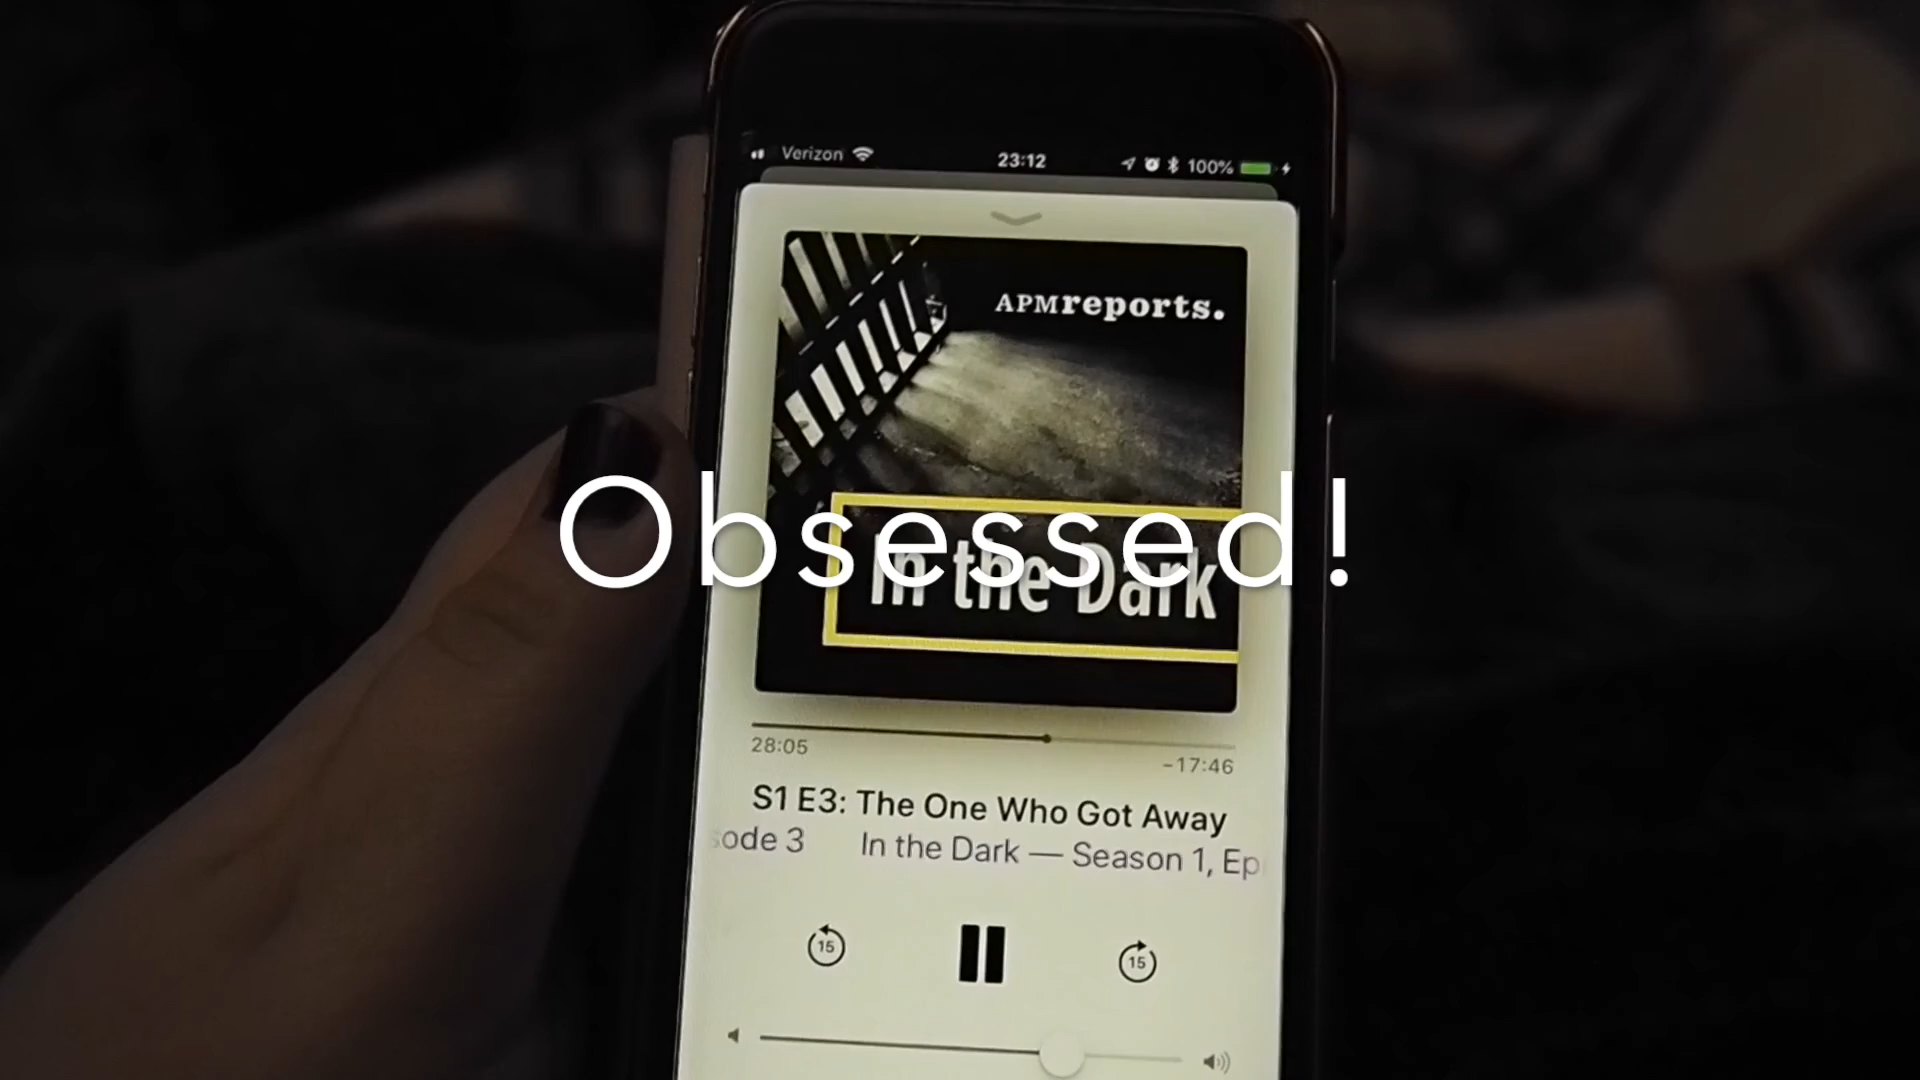 Verizon 23:12 100%
APMreports.
Obsessed!
In the Dark
28:05 -17:46
S1 E3: The One Who Got Away
ode 3 In the Dark — Season 1, Ep
15 15